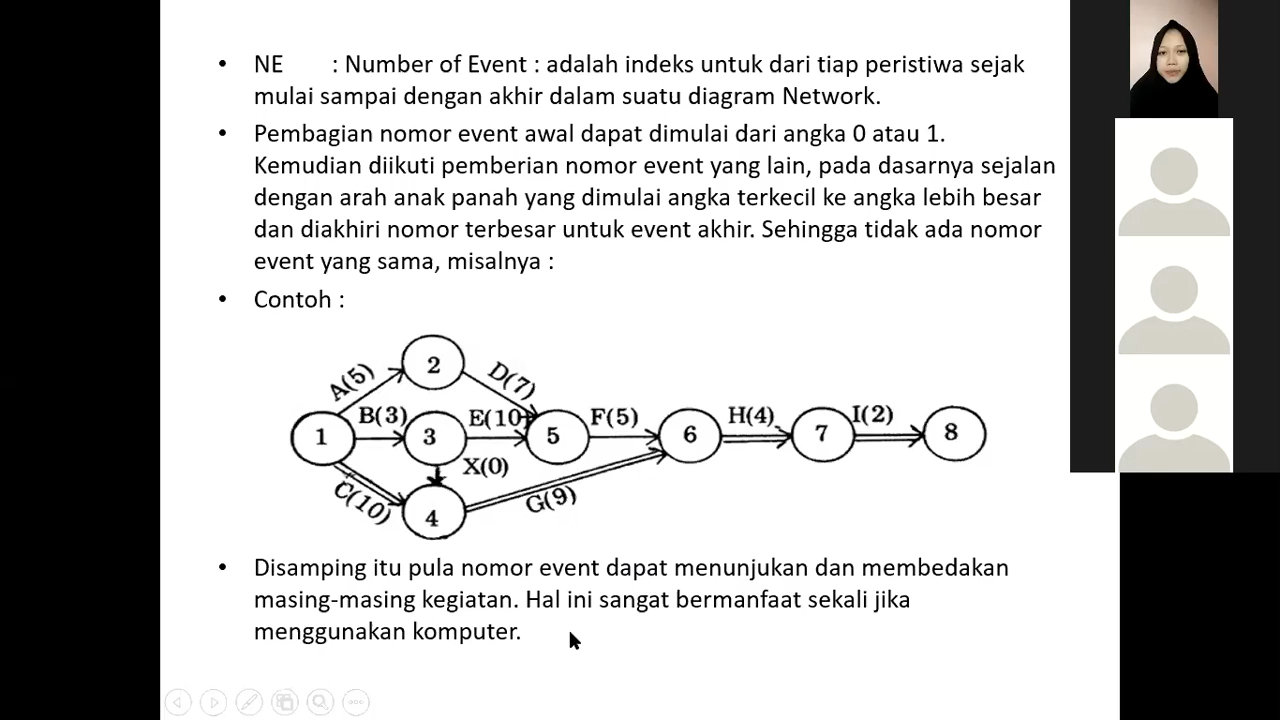 • NE : Number of Event : adalah indeks untuk dari tiap peristiwa sejak
mulai sampai dengan akhir dalam suatu diagram Network.
• Pembagian nomor event awal dapat dimulai dari angka 0 atau 1.
Kemudian diikuti pemberian nomor event yang lain, pada dasarnya sejalan
dengan arah anak panah yang dimulai angka terkecil ke angka lebih besar
dan diakhiri nomor terbesar untuk event akhir. Sehingga tidak ada nomor
event yang sama, misalnya :
• Contoh :
A(5)
2
D(7)
1
B(3)
3
E(10)
5
F(5)
6
H(4)
7
I(2)
8
X(0)
C(10)
4
G(9)
• Disamping itu pula nomor event dapat menunjukan dan membedakan
masing-masing kegiatan. Hal ini sangat bermanfaat sekali jika
menggunakan komputer.